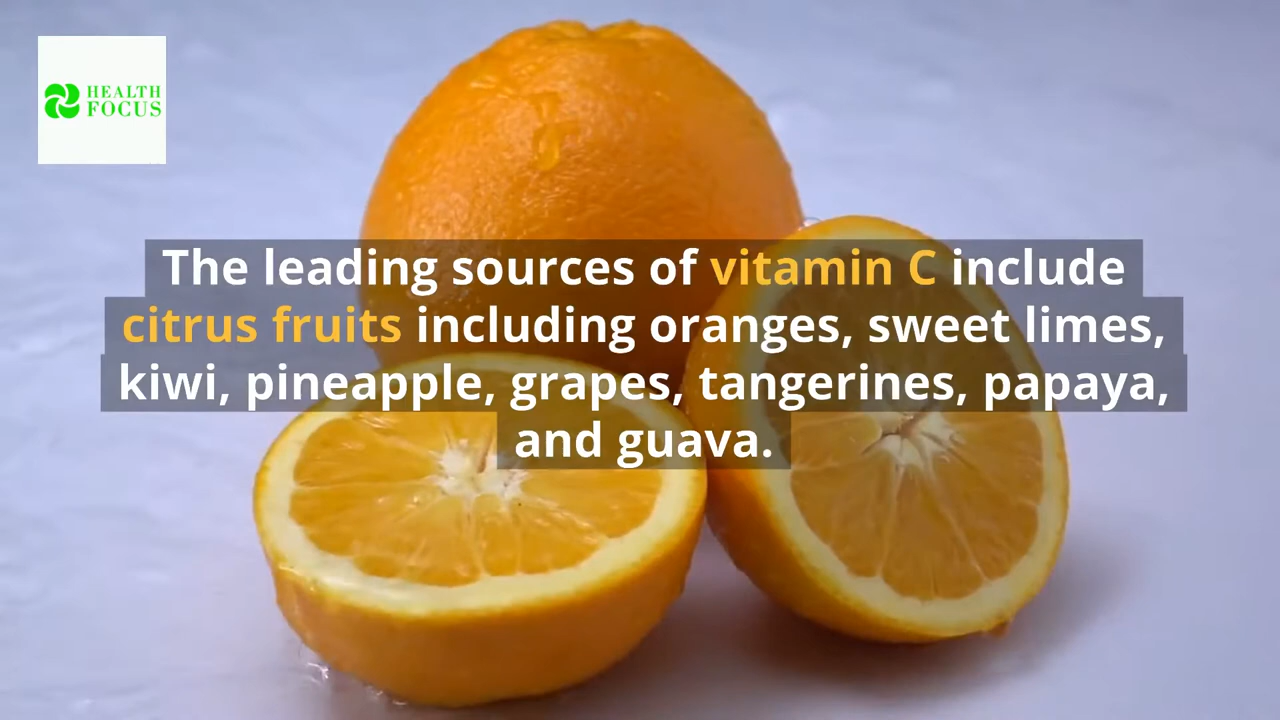 HEALTH
FOCUS
The leading sources of vitamin C include
citrus fruits including oranges, sweet limes,
kiwi, pineapple, grapes, tangerines, papaya,
and guava.